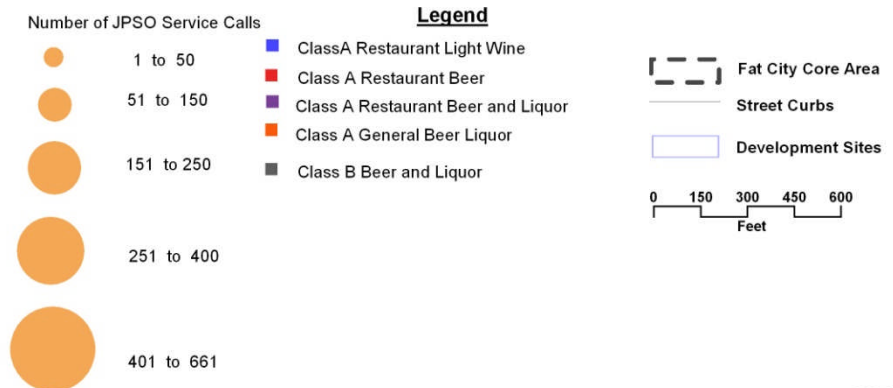 Legend
Number of JPSO Service Calls
1 to 50
51 to 150
151 to 250
251 to 400
401 to 661
ClassA Restaurant Light Wine
Class A Restaurant Beer
Class A Restaurant Beer and Liquor
Class A General Beer Liquor
Class B Beer and Liquor
Fat City Core Area
Street Curbs
Development Sites
0 150 300 450 600
Feet